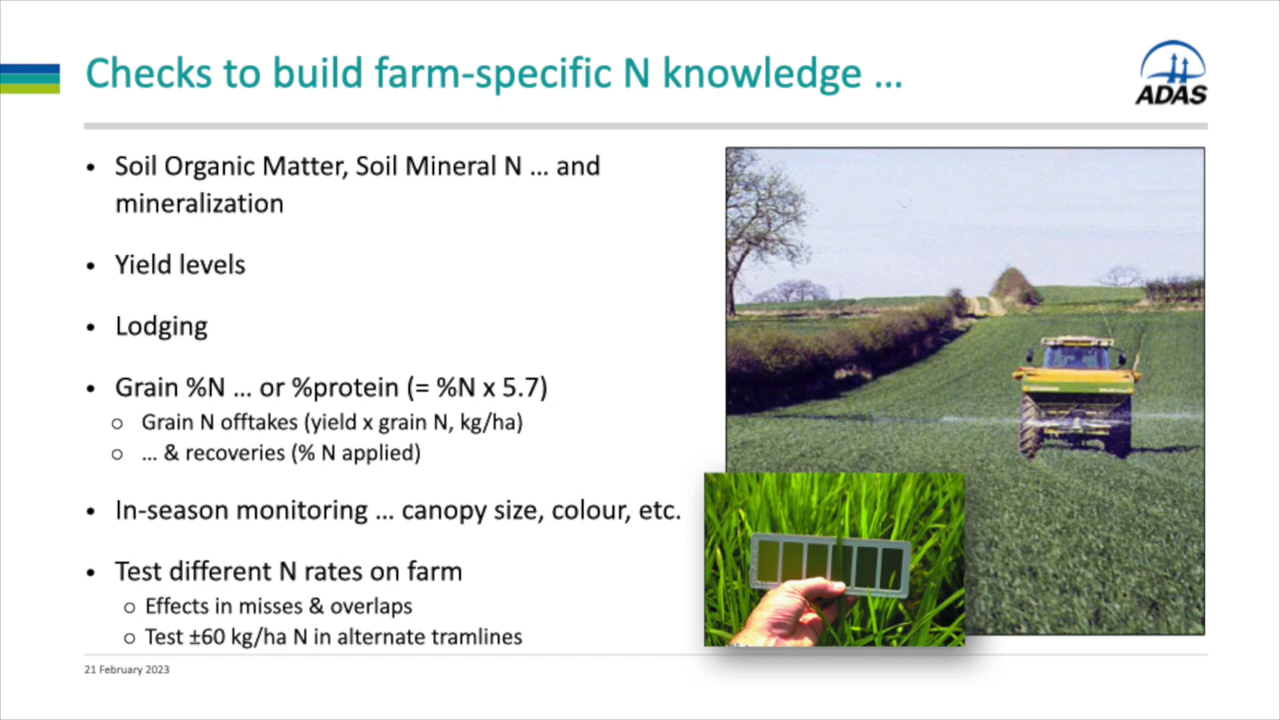 Checks to build farm-specific N knowledge …
ADAS
• Soil Organic Matter, Soil Mineral N … and
mineralization
• Yield levels
• Lodging
• Grain %N … or %protein (= %N x 5.7)
○ Grain N offtakes (yield x grain N, kg/ha)
○ … & recoveries (% N applied)
• In-season monitoring … canopy size, colour, etc.
• Test different N rates on farm
○ Effects in misses & overlaps
○ Test ±60 kg/ha N in alternate tramlines
21 February 2023